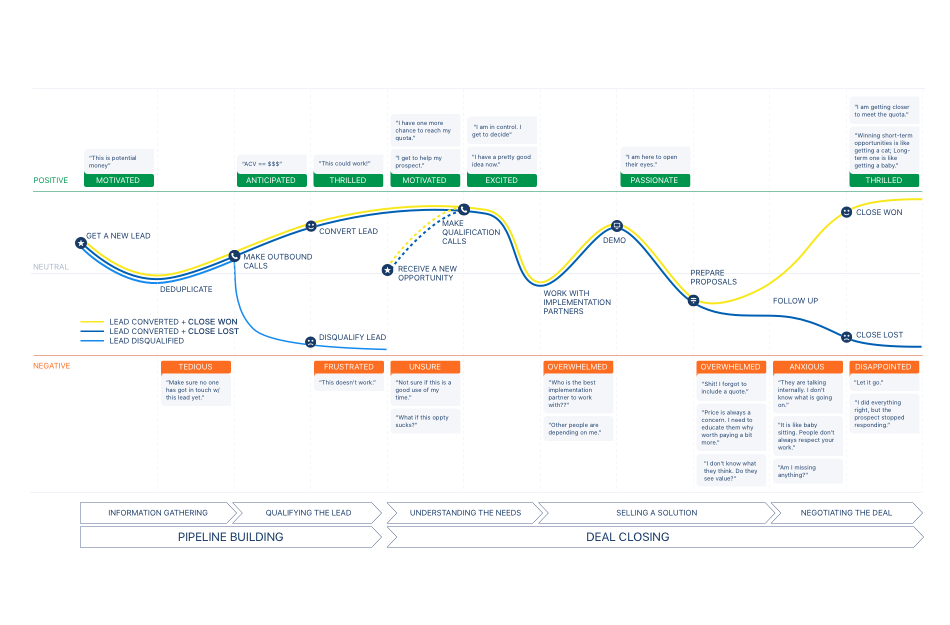 "This is potential
money"
MOTIVATED
"ACV == $$$"
ANTICIPATED
"This could work!"
THRILLED
"I have one more
chance to reach my
quota."
"I get to help my
prospect."
MOTIVATED
"I am in control. I
get to decide"
"I have a pretty good
idea now."
EXCITED
"I am here to open
their eyes."
PASSIONATE
"I am getting closer
to meet the quota."
"Winning short-term
opportunities is like
getting a cat; Long-
term one is like
getting a baby."
THRILLED
POSITIVE
GET A NEW LEAD
DEDUPLICATE
MAKE OUTBOUND
CALLS
CONVERT LEAD
DISQUALIFY LEAD
RECEIVE A NEW
OPPORTUNITY
MAKE
QUALIFICATION
CALLS
WORK WITH
IMPLEMENTATION
PARTNERS
DEMO
PREPARE
PROPOSALS
FOLLOW UP
CLOSE WON
CLOSE LOST
NEUTRAL
LEAD CONVERTED + CLOSE WON
LEAD CONVERTED + CLOSE LOST
LEAD DISQUALIFIED
NEGATIVE
TEDIOUS
"Make sure no one
has got in touch w/
this lead yet."
FRUSTRATED
"This doesn't work."
UNSURE
"Not sure if this is a
good use of my
time."
"What if this oppty
sucks?"
OVERWHELMED
"Who is the best
implementation
partner to work
with??"
"Other people are
depending on me."
OVERWHELMED
"Shit! I forgot to
include a quote."
"Price is always a
concern. I need to
educate them why
worth paying a bit
more."
"I don't know what
they think. Do they
see value?"
ANXIOUS
"They are talking
internally. I don't
know what is going
on."
"It is like baby
sitting. People don't
always respect your
work."
"Am I missing
anything?"
DISAPPOINTED
"Let it go."
"I did everything
right, but the
prospect stopped
responding."
INFORMATION GATHERING
QUALIFYING THE LEAD
UNDERSTANDING THE NEEDS
SELLING A SOLUTION
NEGOTIATING THE DEAL
PIPELINE BUILDING
DEAL CLOSING